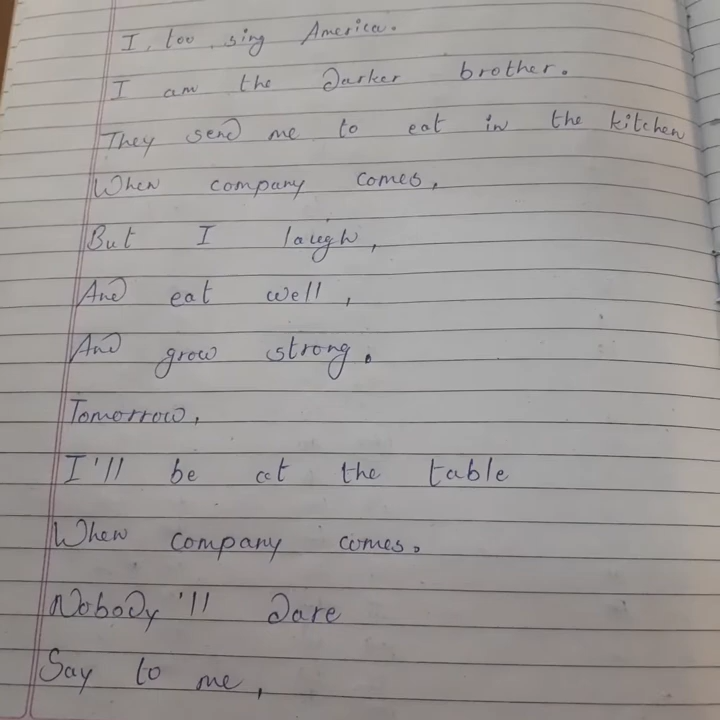 I, too, sing America.
I am the darker brother.
They send me to eat in the kitchen
When company comes,
But I laugh,
And eat well,
And grow strong.
Tomorrow,
I'll be at the table
When company comes.
Nobody'll dare
Say to me,